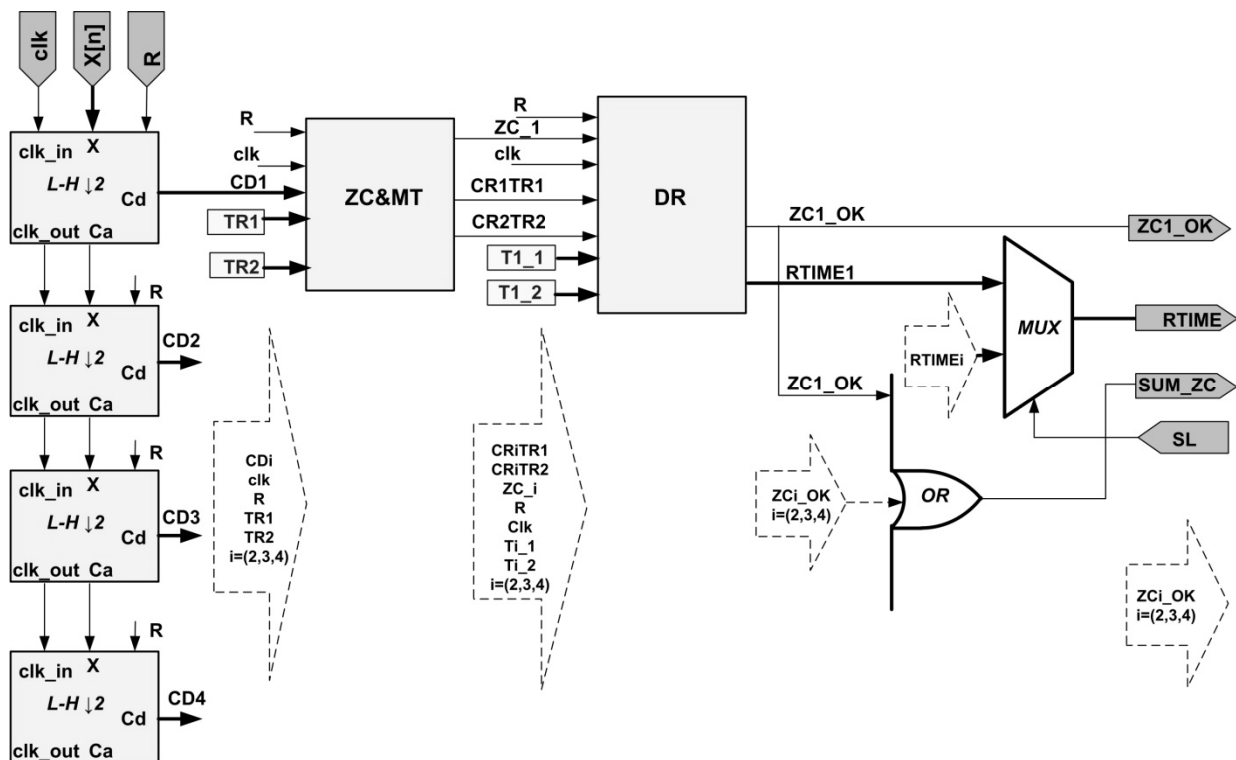 clk
X[n]
R
clk_in X
L-H ↓2
Cd
clk_out Ca
CD1
R
clk
TR1
TR2
ZC&MT
ZC_1
CR1TR1
CR2TR2
R
clk
T1_1
T1_2
DR
ZC1_OK
ZC1_OK
RTIME1
RTIMEi
MUX
RTIME
ZC1_OK
SUM_ZC
SL
OR
ZCi_OK
i=(2,3,4)
ZCi_OK
i=(2,3,4)
R
clk_in X
L-H ↓2
Cd
clk_out Ca
CD2
CDi
clk
R
TR1
TR2
i=(2,3,4)
CRiTR1
CRiTR2
ZC_i
R
Clk
Ti_1
Ti_2
i=(2,3,4)
R
clk_in X
L-H ↓2
Cd
clk_out Ca
CD3
R
clk_in X
L-H ↓2
Cd
clk_out Ca
CD4